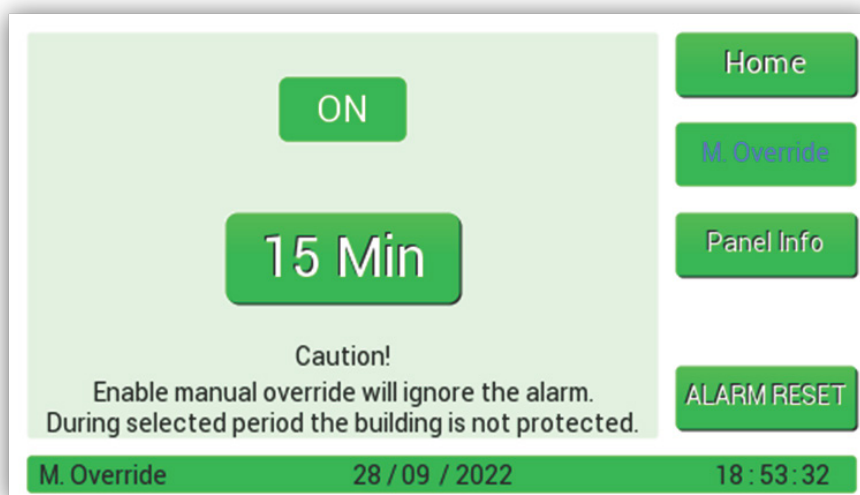 ON
15 Min
Caution!
Enable manual override will ignore the alarm.
During selected period the building is not protected.
Home
M. Override
Panel Info
ALARM RESET
M. Override 28 / 09 / 2022 18 : 53 : 32